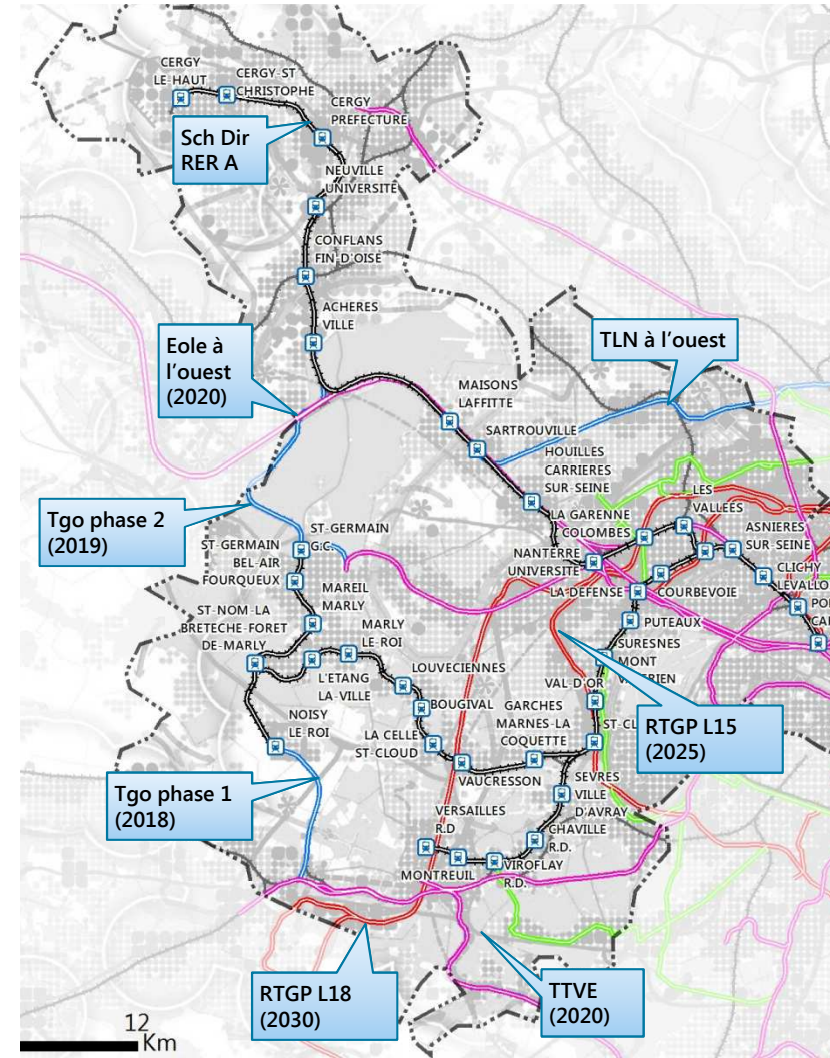 CERGY
LE-HAUT
CERGY-ST
CHRISTOPHE
CERGY
PREFECTURE
Sch Dir
RER A
NEUVILLE
UNIVERSITÉ
CONFLANS
FIN-D'OISE
ACHERES
VILLE
Eole à
l'ouest
(2020)
TLN à l'ouest
MAISONS
LAFFITTE
SARTROUVILLE
HOUILLES
CARRIERES
SUR-SEINE
LA GARENNE
COLOMBES
LES
VALLEES
ASNIERES
SUR-SEINE
Tgo phase 2
(2019)
ST-GERMAIN
G.C.
ST-GERMAIN
BEL-AIR
FOURQUEUX
NANTERRE
UNIVERSITE
CLICHY
LEVALLO
LA DEFENSE
COURBEVOIE
MAREIL
MARLY
ST-NOM-LA
BRETECHE-FORET
DE-MARLY
MARLY
LE-ROI
PUTEAUX
SURESNES
MONT
L'ETANG
LA-VILLE
LOUVECIENNES
VAL-D'OR
BOUGIVAL
GARCHES
MARNES-LA
COQUETTE
RTGP L15
(2025)
NOISY
LE-ROI
LA CELLE
ST-CLOUD
VAUCRESSON
SEVRES
VILLE
D'AVRAY
Tgo phase 1
(2018)
VERSAILLES
R.D
CHAVILLE
R.D.
MONTREUIL
VIROFLAY
R.D.
RTGP L18
(2030)
TTVE
(2020)
12
Km